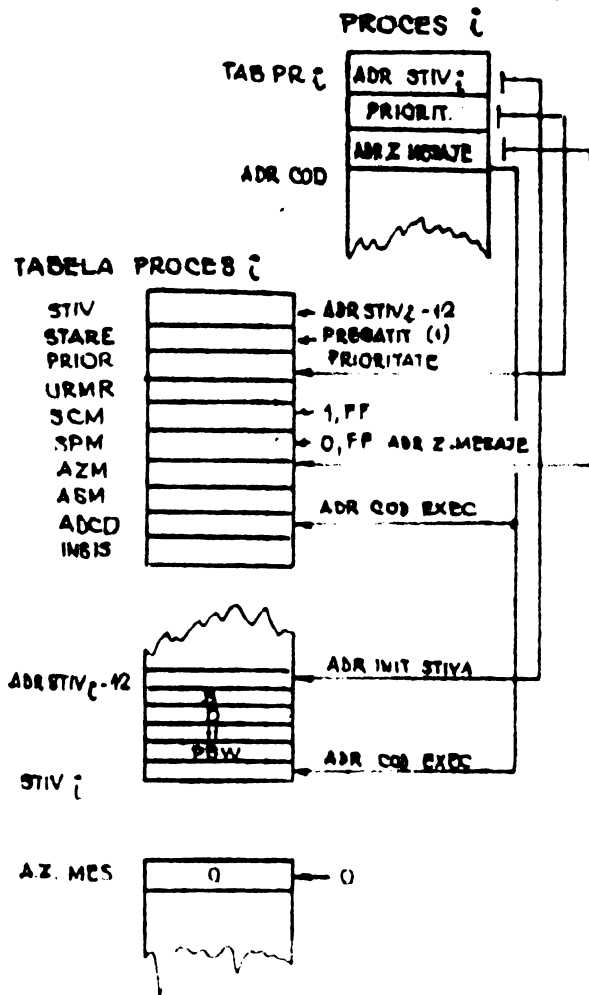 PROCES i
TAB PR i ADR STIV i
PRIORIT.
ADR Z MESAJE
ADR COD
TABELA PROCES i
STIV ADR STIV i -12
STARE PREGATIT (1)
PRIOR PRIORITATE
URMR
SCM 1, FF
SPM 0, FF ADR Z. MESAJE
AZM
ASM
ADCD ADR COD EXEC
INBIS
ADR STIV i -12 ADR INIT STIVA
PSW
STIV i ADR COD EXEC
A.Z. MES 0 0